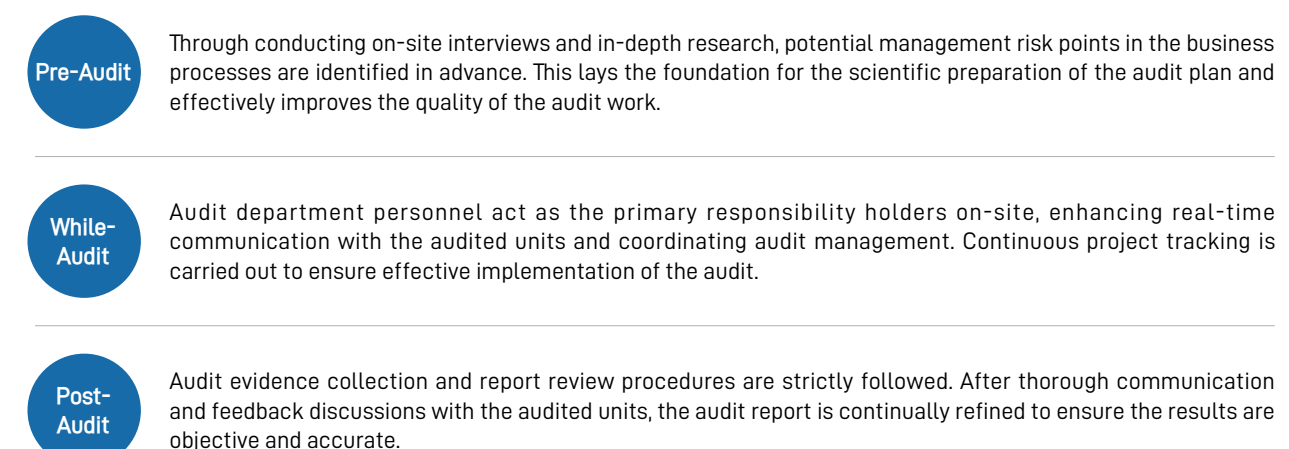 Pre-Audit
Through conducting on-site interviews and in-depth research, potential management risk points in the business
processes are identified in advance. This lays the foundation for the scientific preparation of the audit plan and
effectively improves the quality of the audit work.
While-
Audit
Audit department personnel act as the primary responsibility holders on-site, enhancing real-time
communication with the audited units and coordinating audit management. Continuous project tracking is
carried out to ensure effective implementation of the audit.
Post-
Audit
Audit evidence collection and report review procedures are strictly followed. After thorough communication
and feedback discussions with the audited units, the audit report is continually refined to ensure the results are
objective and accurate.